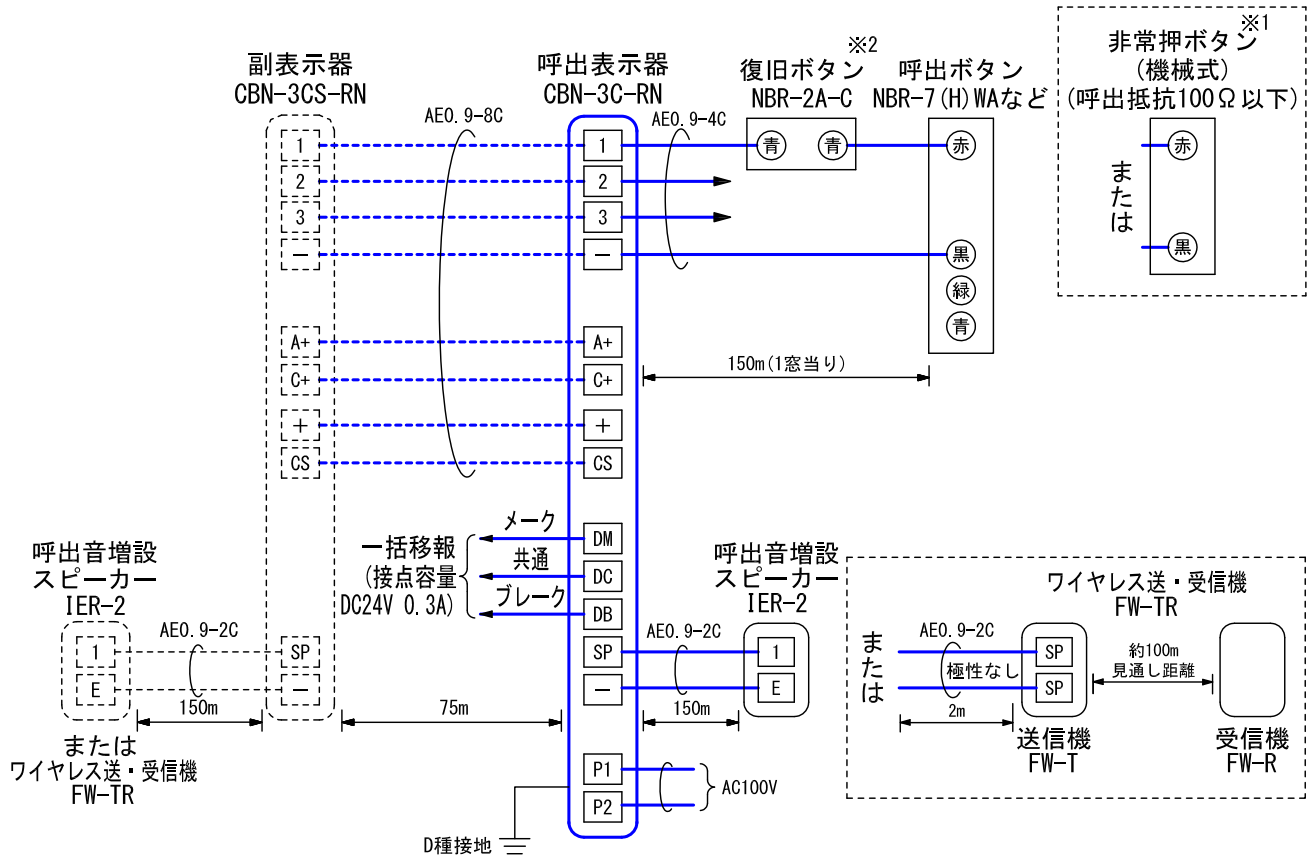 副表示器
CBN-3CS-RN
呼出表示器
CBN-3C-RN
※2
復旧ボタン
NBR-2A-C
呼出ボタン
NBR-7(H)WAなど
※1
非常押ボタン
(機械式)
(呼出抵抗100Ω以下)
AE0.9-8C
AE0.9-4C
1
1
青
青
赤
赤
2
2
3
3
または
－
－
黒
黒
緑
青
A+
A+
C+
C+
150m(1窓当り)
+
+
CS
CS
一括移報
(接点容量
DC24V 0.3A)
メーク
DM
共通
DC
ブレーク
DB
呼出音増設
スピーカー
IER-2
AE0.9-2C
1
SP
E
－
150m
または
ワイヤレス送・受信機
FW-TR
75m
SP
－
AE0.9-2C
150m
呼出音増設
スピーカー
IER-2
1
E
ワイヤレス送・受信機
FW-TR
または
AE0.9-2C
極性なし
SP
SP
2m
約100m
見通し距離
送信機
FW-T
受信機
FW-R
P1
P2
AC100V
D種接地